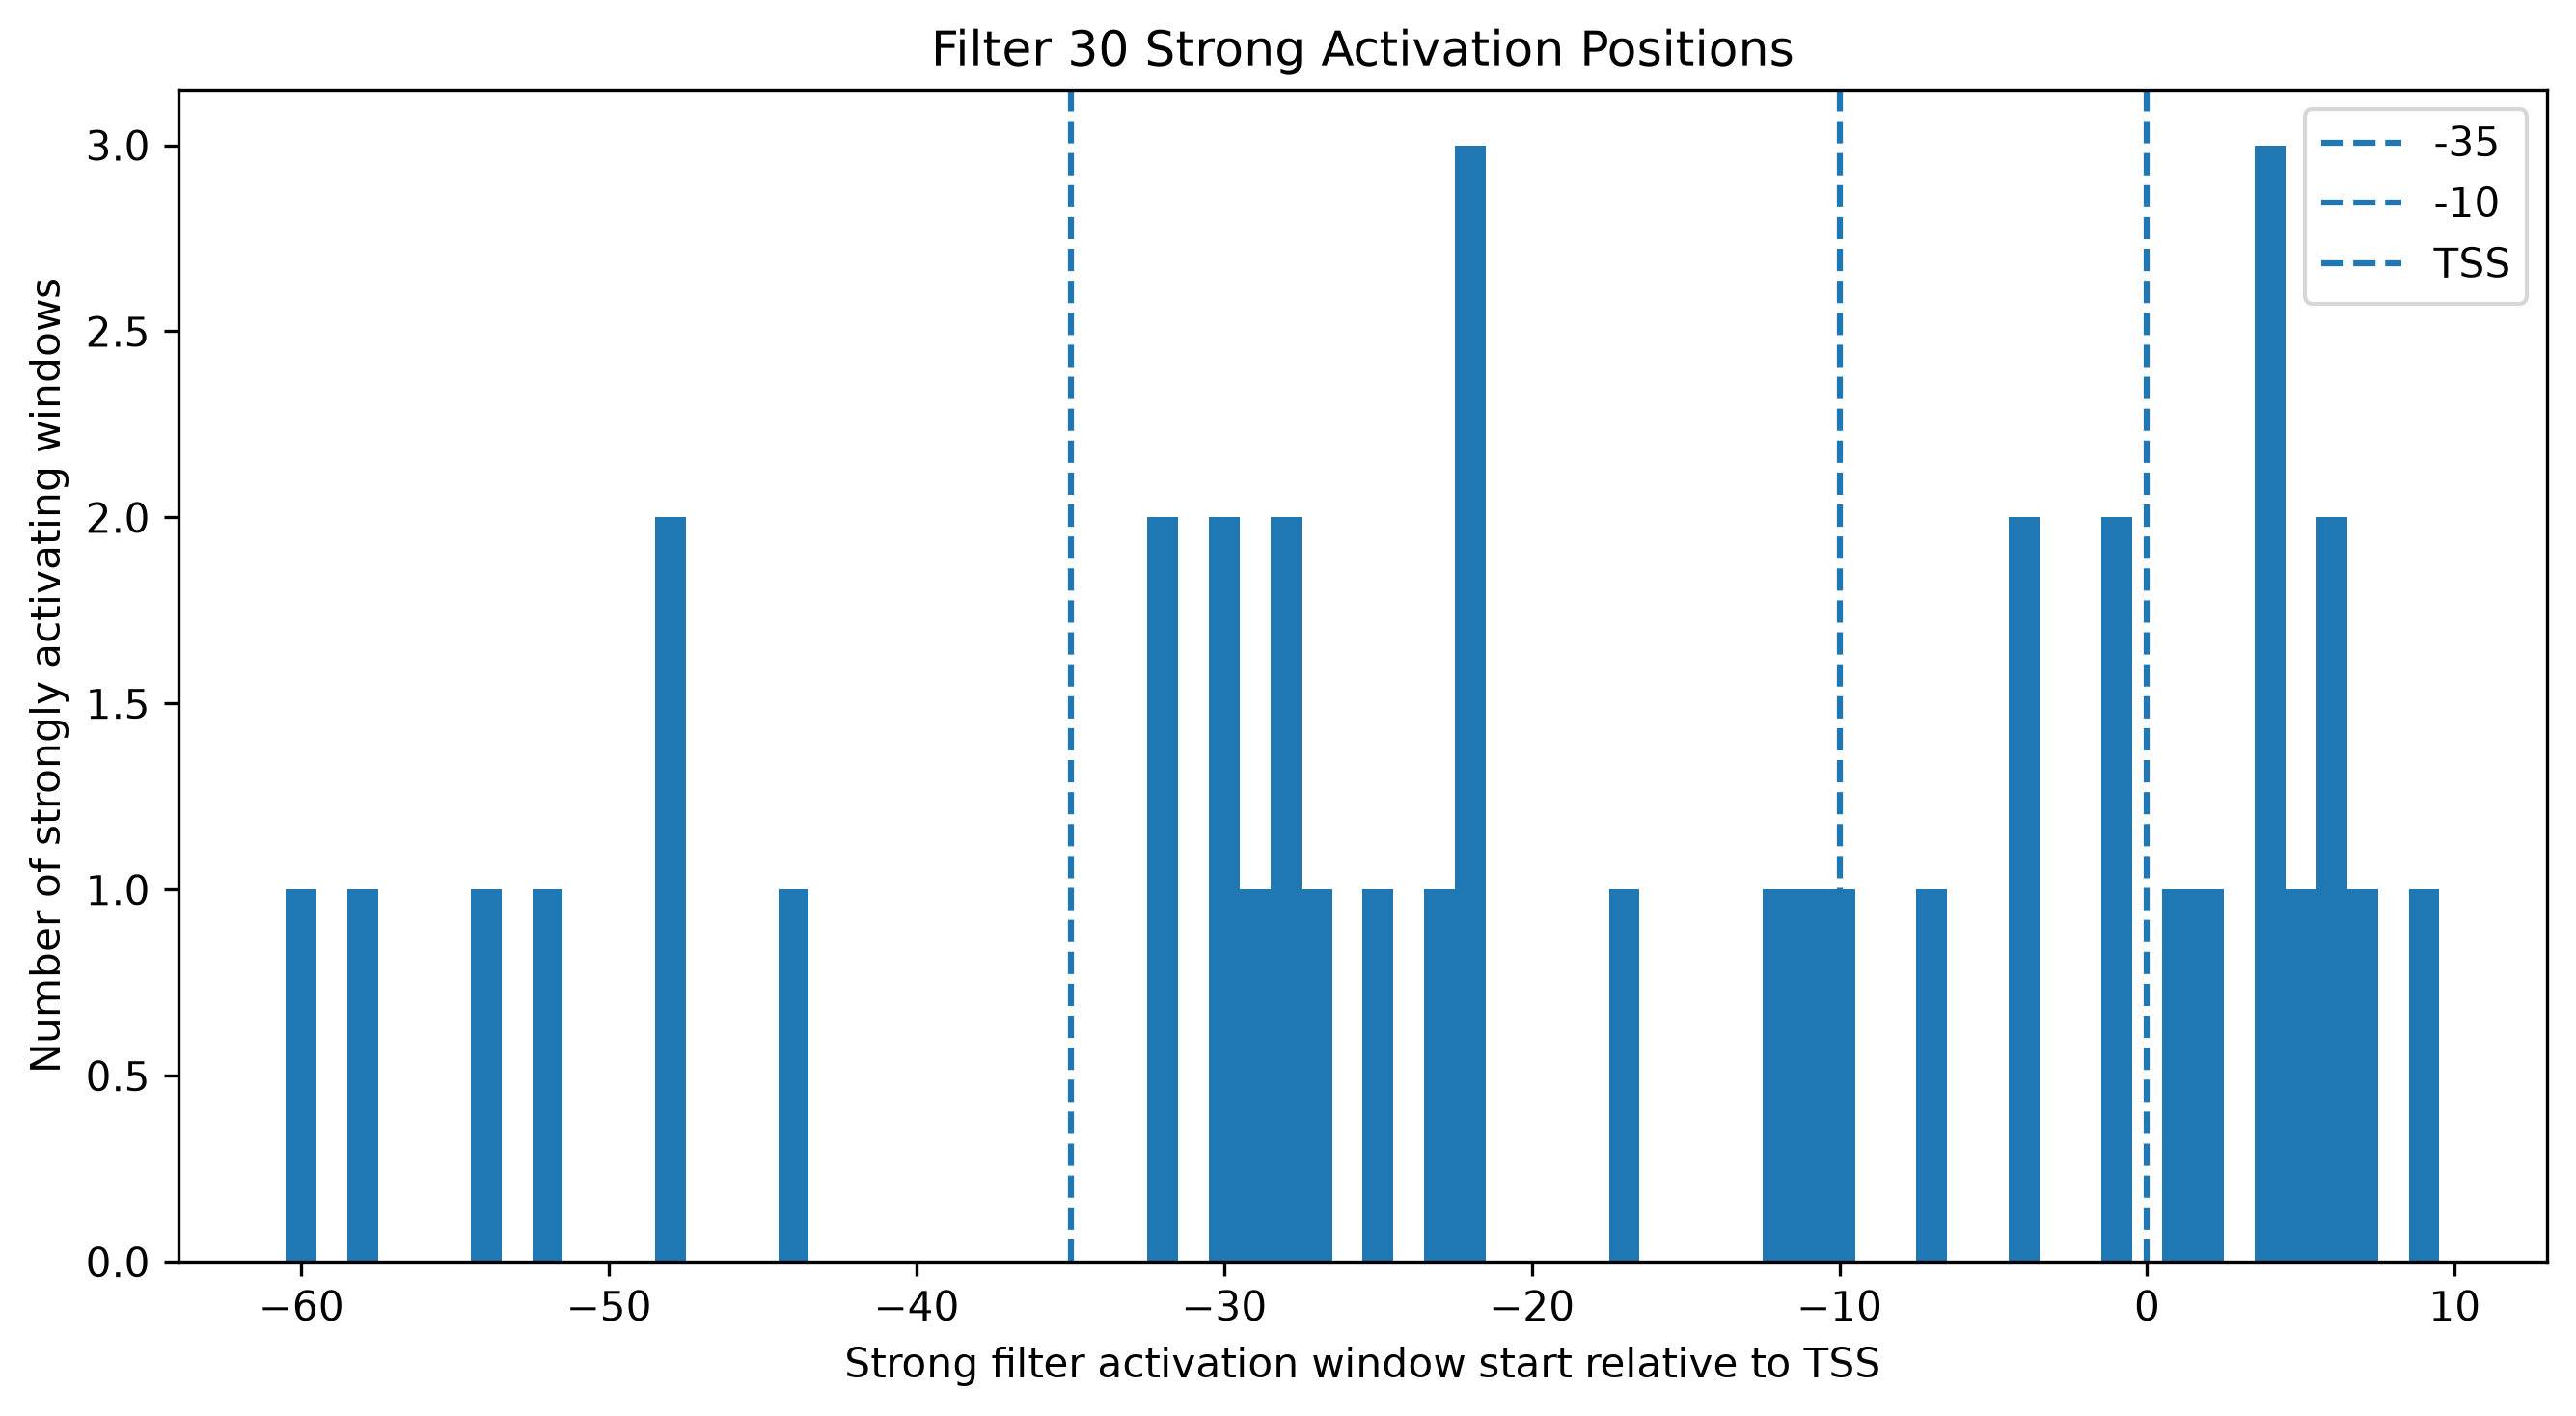 Filter 30 Strong Activation Positions
-35
-10
TSS
Number of strongly activating windows
3.0
2.5
2.0
1.5
1.0
0.5
0.0
−60 −50 −40 −30 −20 −10 0 10
Strong filter activation window start relative to TSS